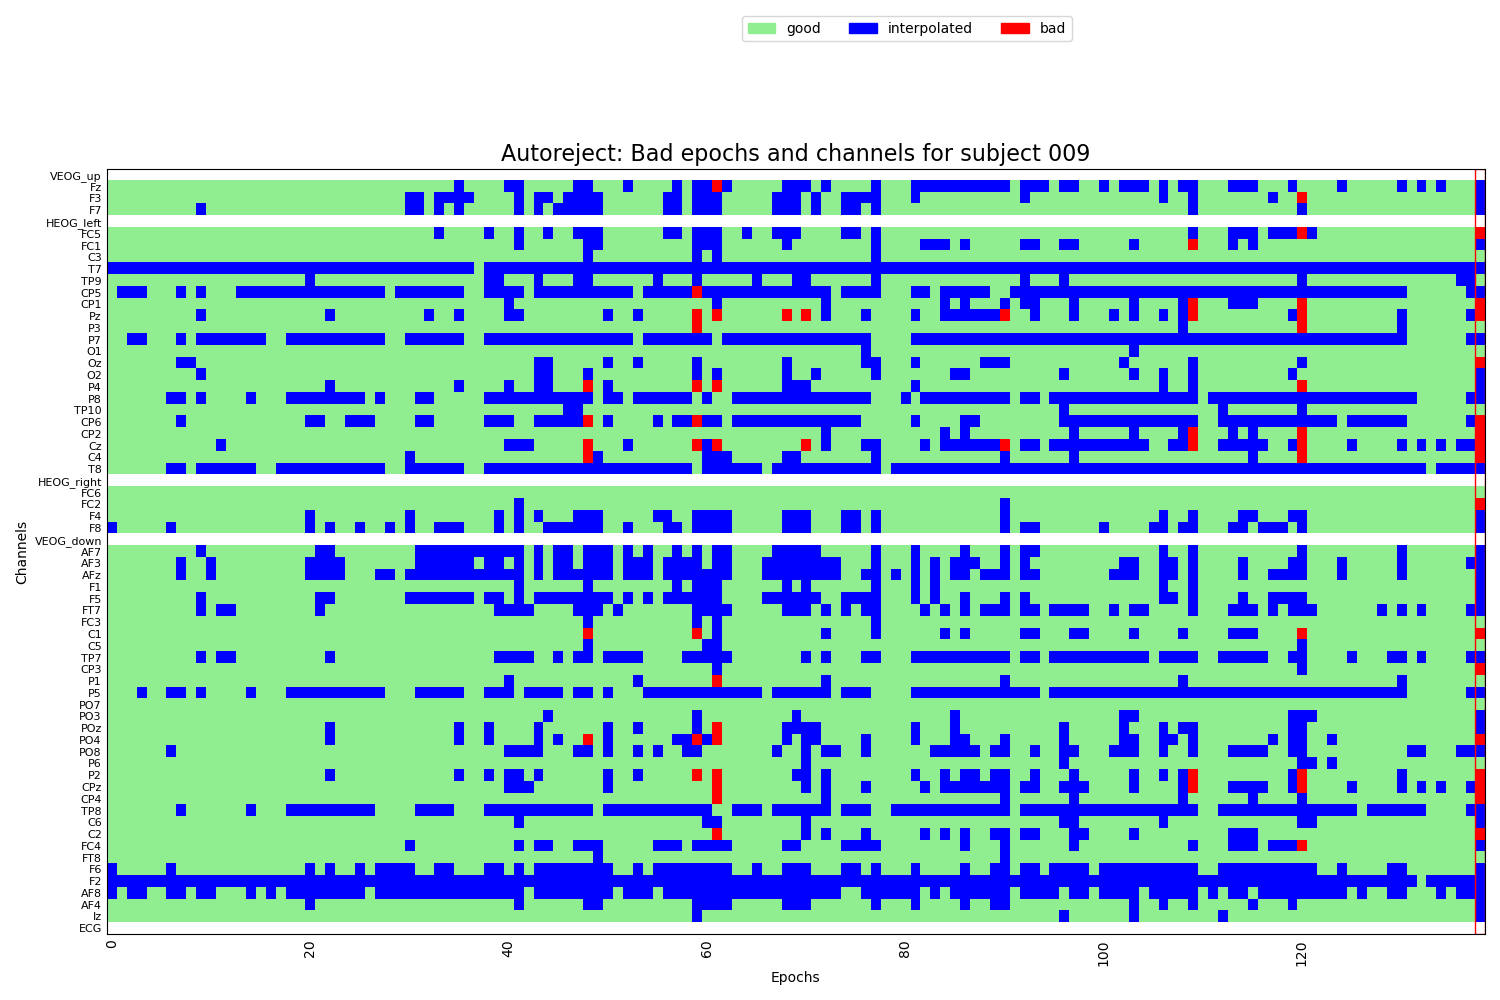 good interpolated bad
Autoreject: Bad epochs and channels for subject 009
VEOG_up
Fz
F3
F7
HEOG_left
FC5
FC1
C3
T7
TP9
CP5
CP1
Pz
P3
P7
O1
Oz
O2
P4
P8
TP10
CP6
CP2
Cz
C4
T8
HEOG_right
FC6
FC2
F4
F8
VEOG_down
AF7
AF3
AFz
F1
F5
FT7
FC3
C1
C5
TP7
CP3
P1
P5
PO7
PO3
POz
PO4
PO8
P6
P2
CPz
CP4
TP8
C6
C2
FC4
FT8
F6
F2
AF8
AF4
Iz
ECG
Channels
0 20 40 60 80 100 120
Epochs